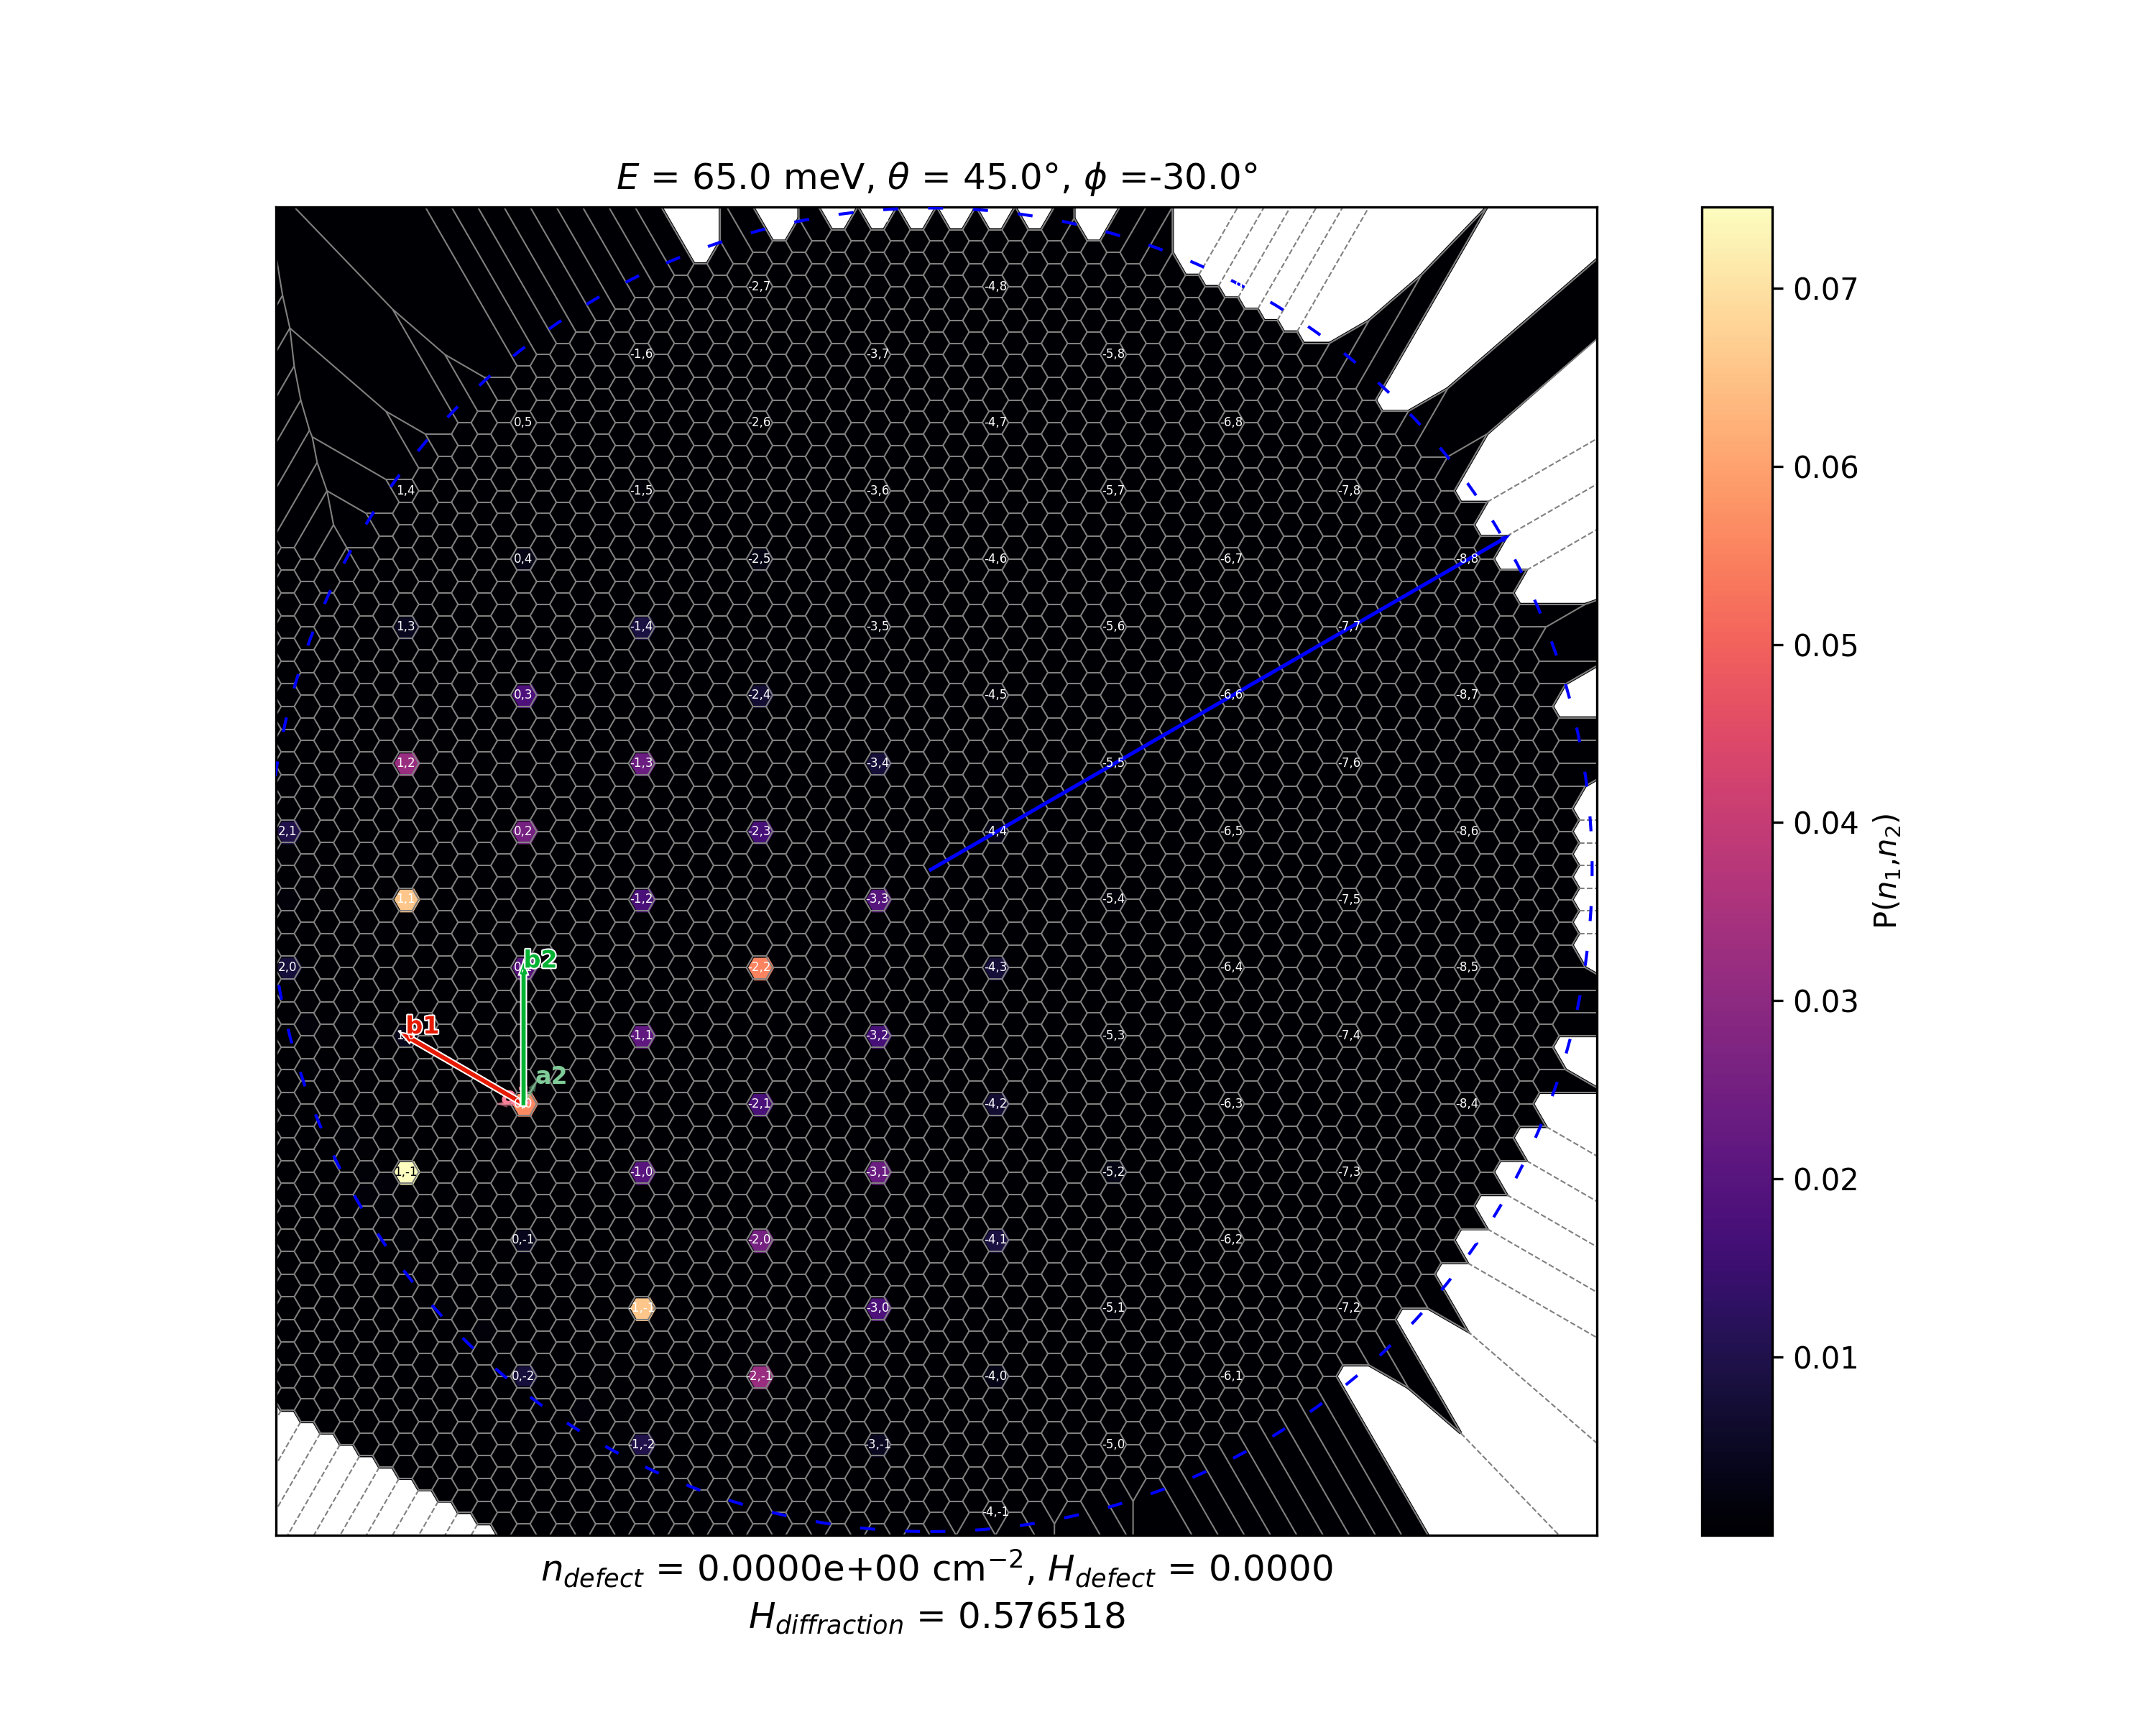 E = 65.0 meV, θ = 45.0°, ϕ =-30.0°
-2,7 -4,8
-1,6 -3,7 -5,8
0,5 -2,6 -4,7 -6,8
1,4 -1,5 -3,6 -5,7 -7,8
0,4 -2,5 -4,6 -6,7 -8,8
1,3 -1,4 -3,5 -5,6 -7,7
0,3 -2,4 -4,5 -6,6 -8,7
1,2 -1,3 -3,4 -5,5 -7,6
2,1 0,2 -2,3 -4,4 -6,5 -8,6
1,1 -1,2 -3,3 -5,4 -7,5
2,0 b2 -2,2 -4,3 -6,4 -8,5
b1 -1,1 -3,2 -5,3 -7,4
a2 -2,1 -4,2 -6,3 -8,4
1,-1 -1,0 -3,1 -5,2 -7,3
0,-1 -2,0 -4,1 -6,2
-1,-1 -3,0 -5,1 -7,2
0,-2 -2,-1 -4,0 -6,1
-1,-2 -3,-1 -5,0
-4,-1
0.07
0.06
0.05
0.04
0.03
0.02
0.01
P(n₁,n₂)
n_defect = 0.0000e+00 cm⁻², H_defect = 0.0000
H_diffraction = 0.576518